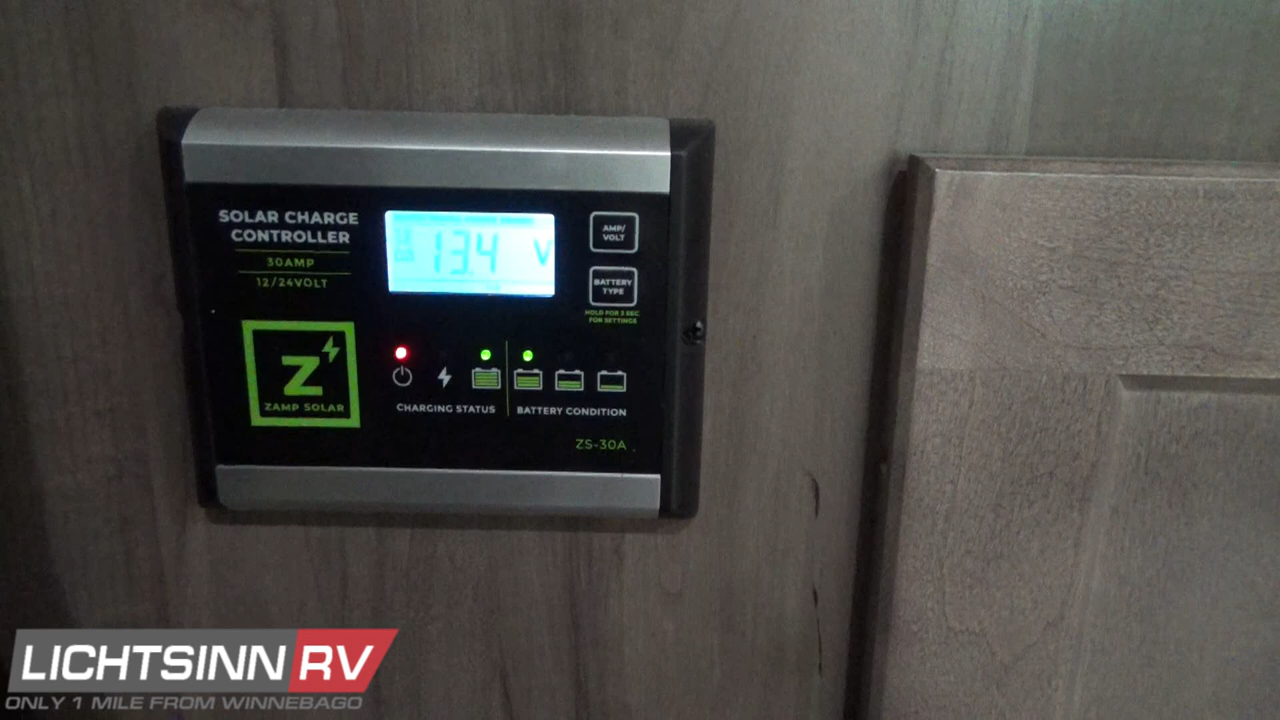 SOLAR CHARGE
CONTROLLER
30AMP
12/24VOLT
13.4 V
AMP/
VOLT
BATTERY
TYPE
HOLD FOR 3 SEC
FOR SETTINGS
Z
ZAMP SOLAR
CHARGING STATUS
BATTERY CONDITION
ZS-30A
LICHTSINN RV
ONLY 1 MILE FROM WINNEBAGO